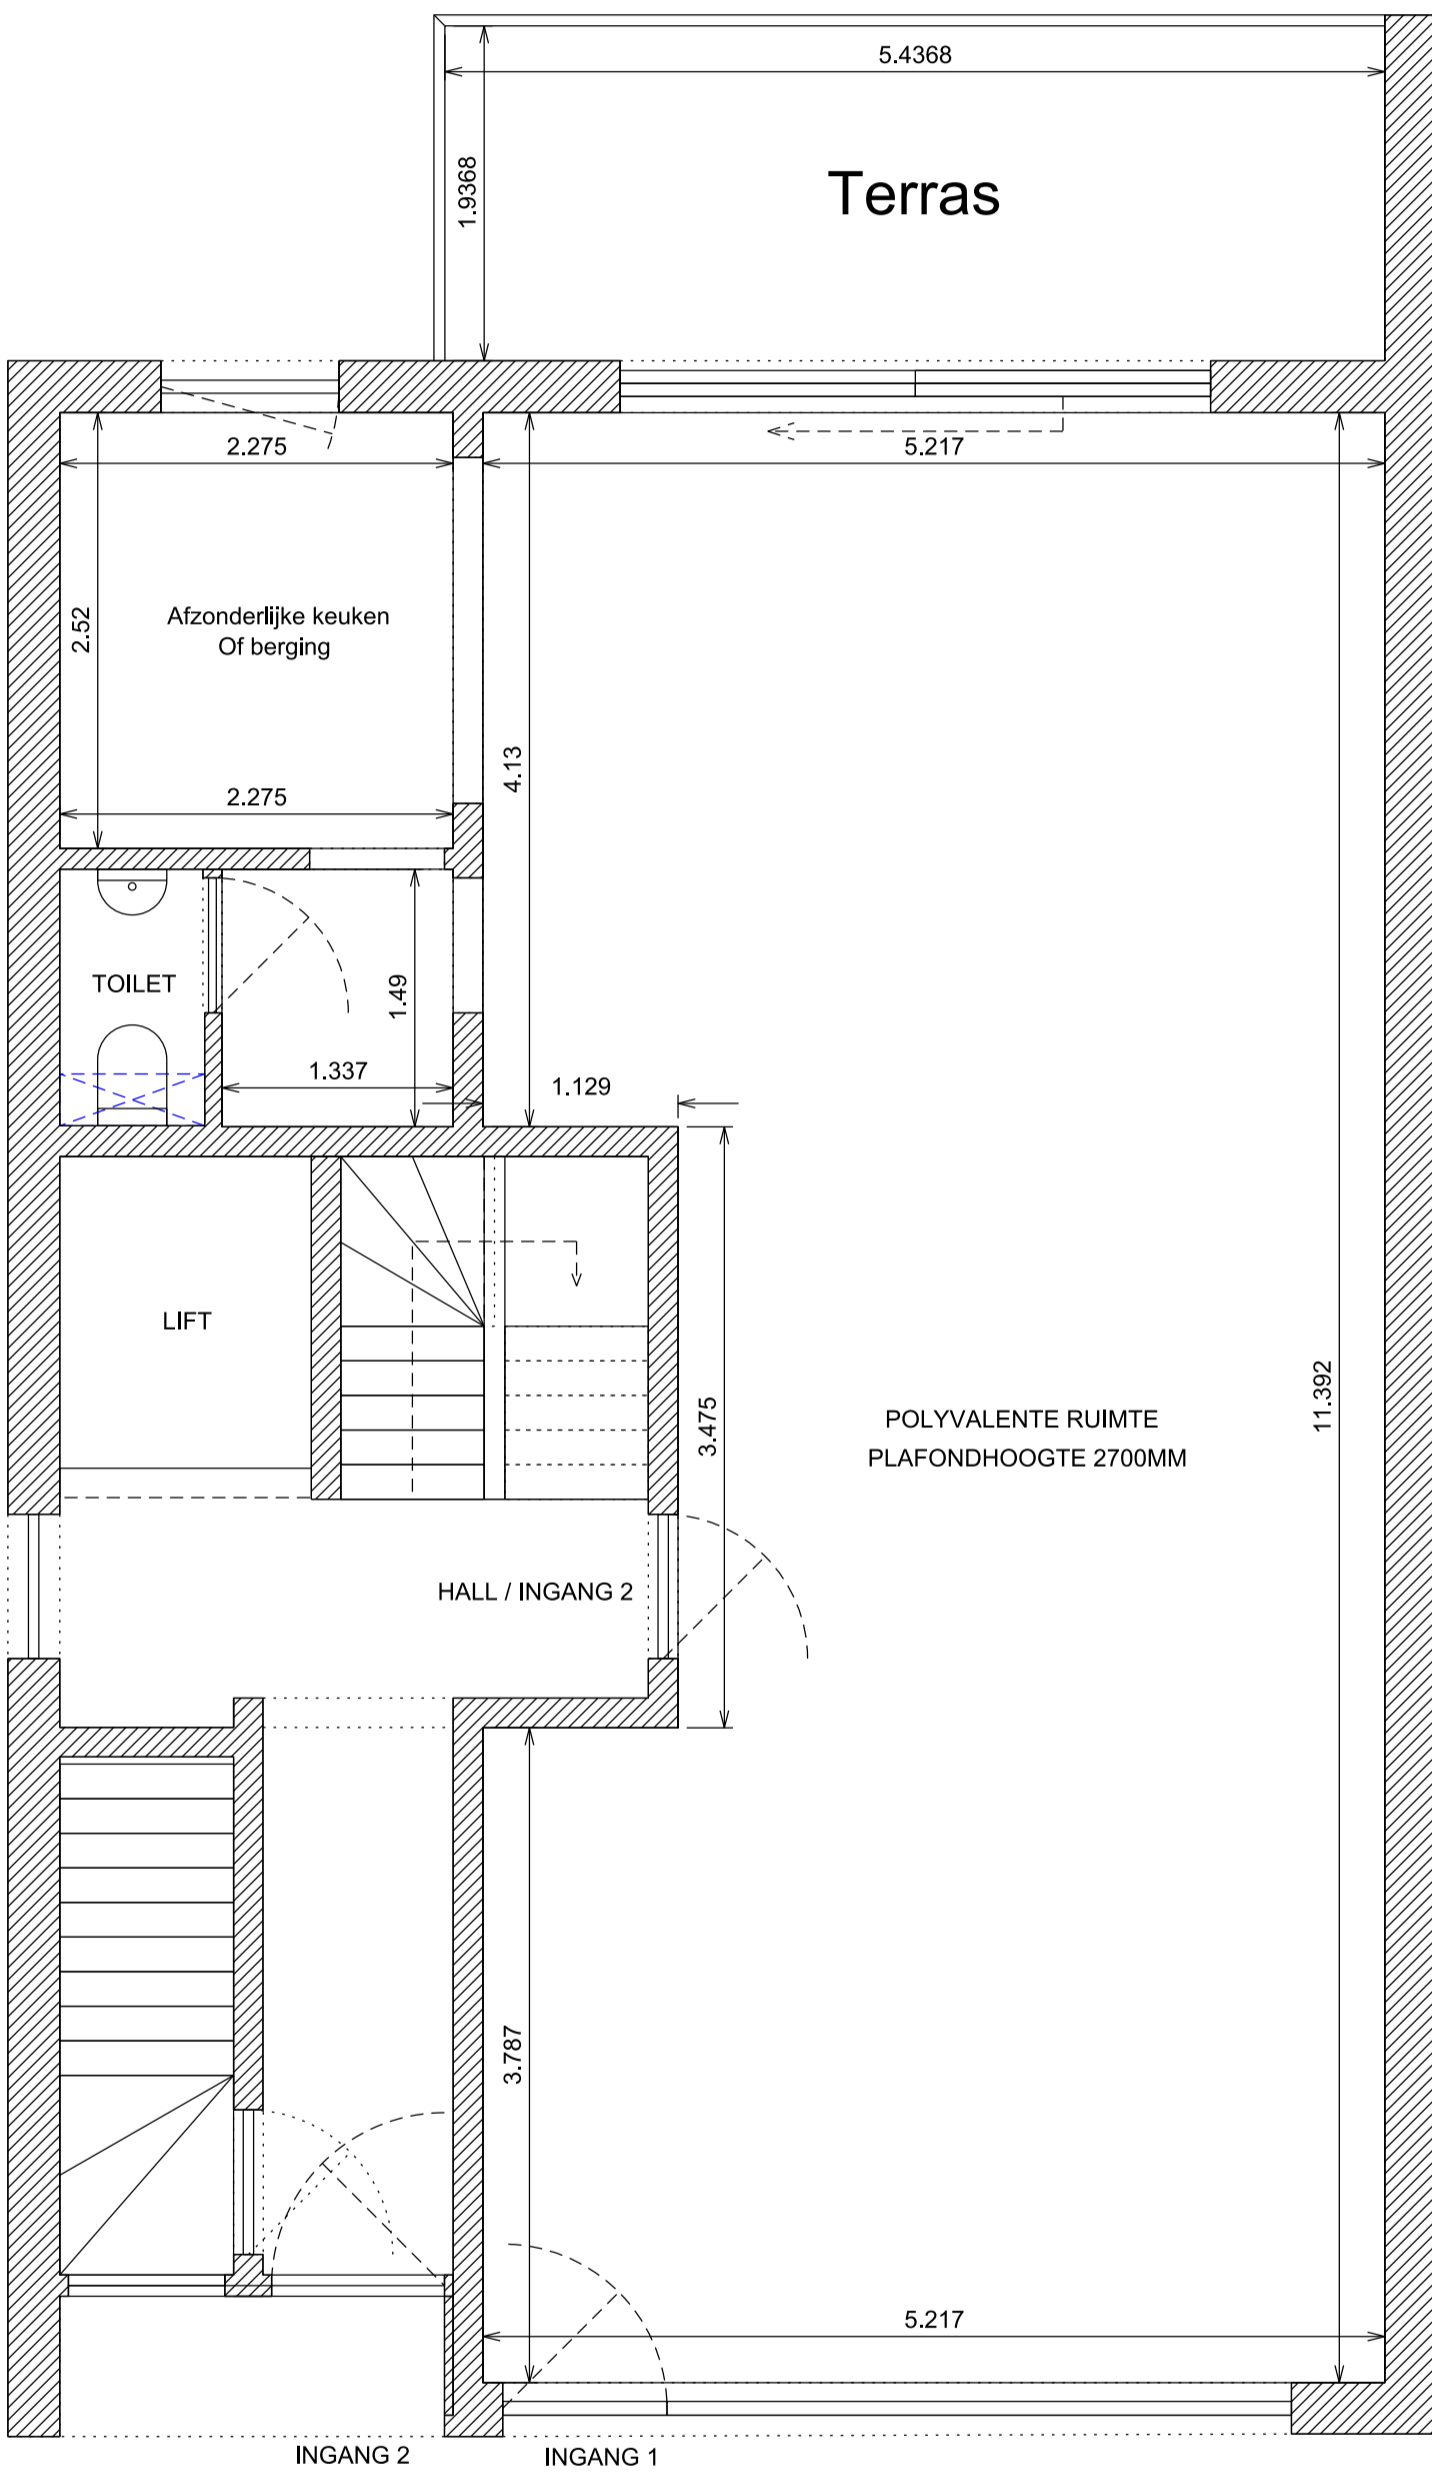 5.4368
1.9368
Terras
2.275
5.217
2.52
Afzonderlijke keuken
Of berging
4.13
2.275
TOILET
1.49
1.337
1.129
LIFT
3.475
POLYVALENTE RUIMTE
PLAFONDHOOGTE 2700MM
11.392
HALL / INGANG 2
3.787
5.217
INGANG 2
INGANG 1